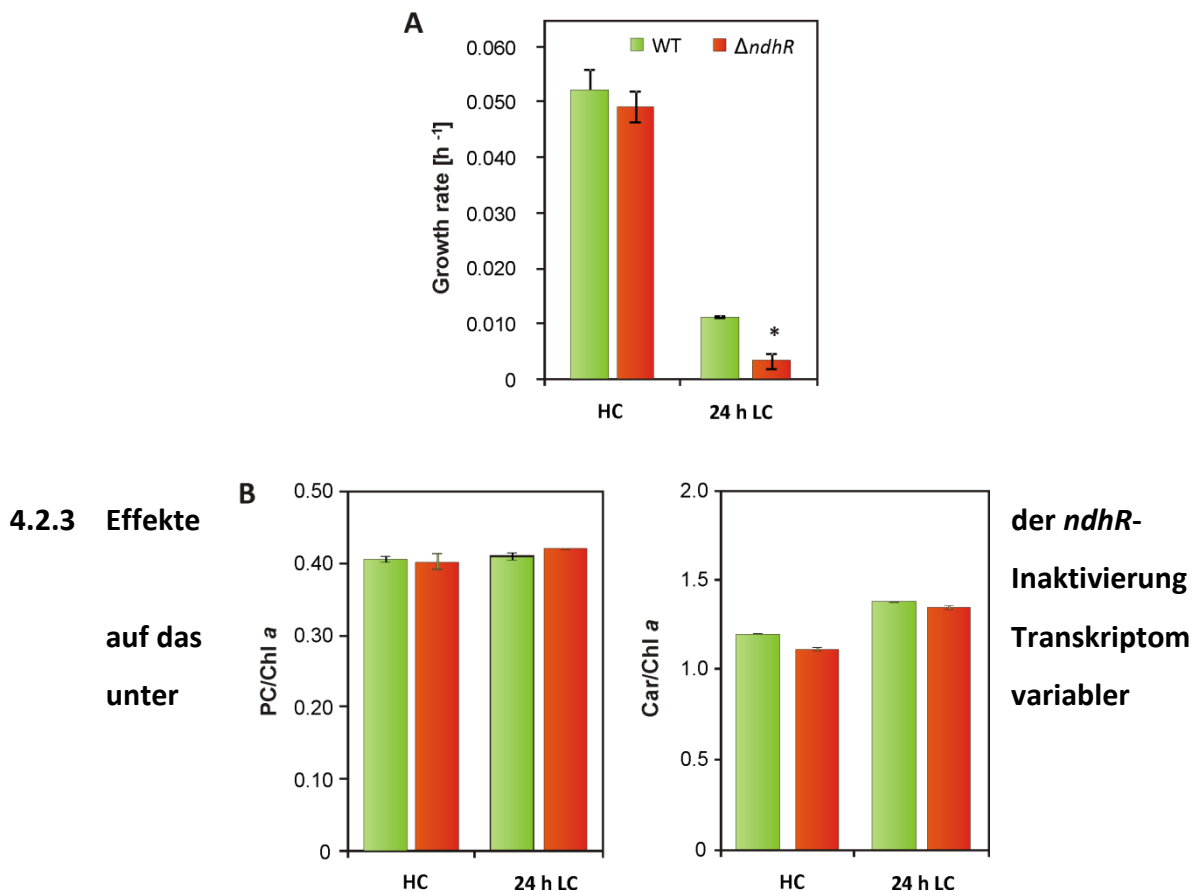 A
WT ΔndhR
Growth rate [h -1]
0.060
0.050
0.040
0.030
0.020
0.010
0
*
HC 24 h LC
4.2.3 Effekte der ndhR-
Inaktivierung
auf das Transkriptom
unter variabler
B
PC/Chl a
0.50
0.40
0.30
0.20
0.10
0
HC 24 h LC
Car/Chl a
2.0
1.5
1.0
0.5
0
HC 24 h LC